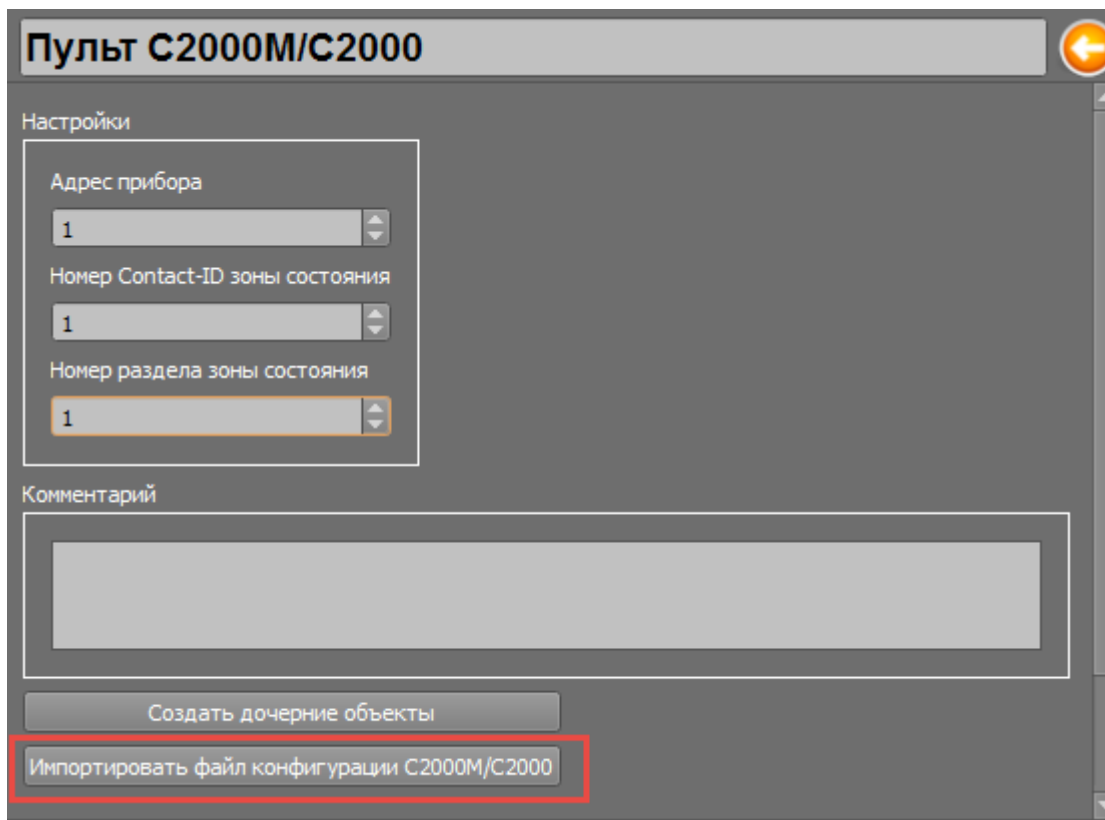 Пульт С2000М/С2000
Настройки
Адрес прибора
1
Номер Contact-ID зоны состояния
1
Номер раздела зоны состояния
1
Комментарий
Создать дочерние объекты
Импортировать файл конфигурации С2000М/С2000